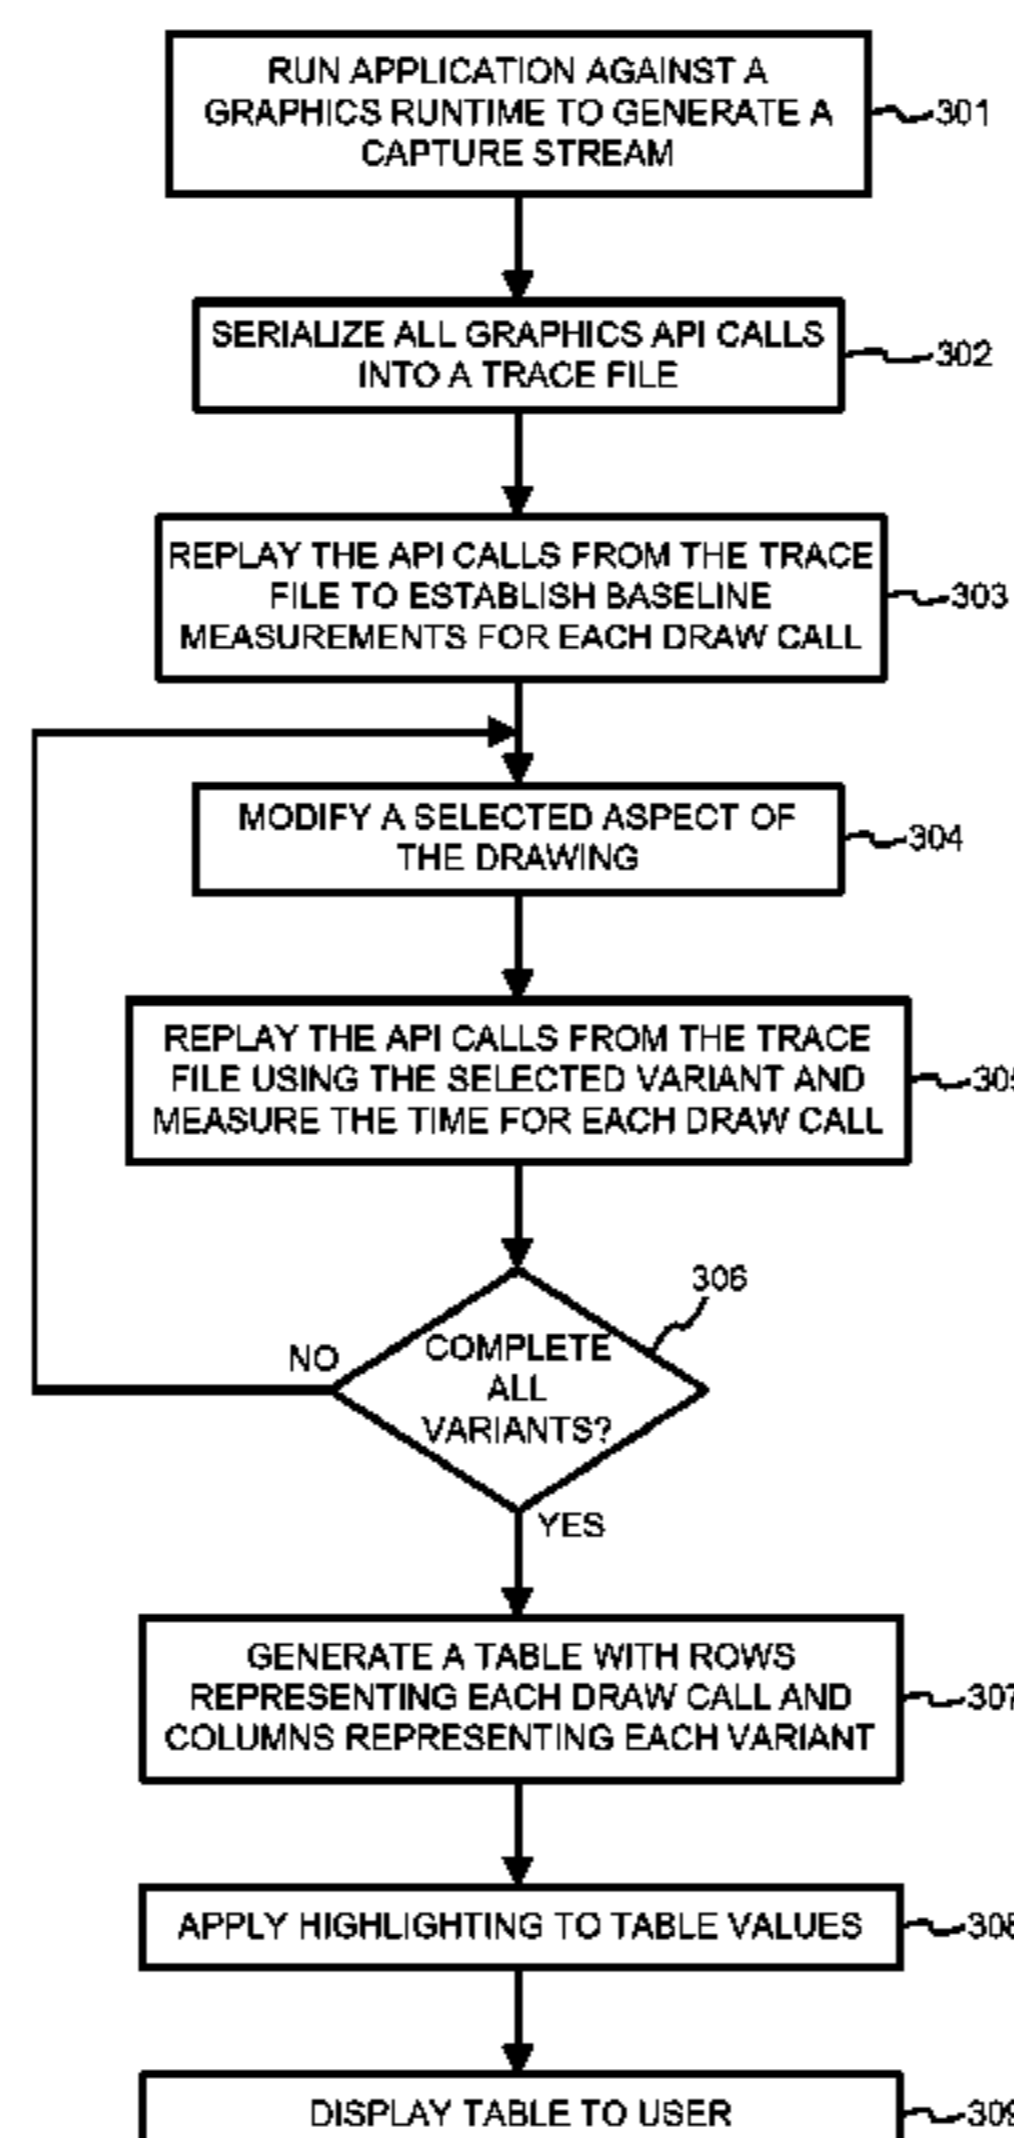 RUN APPLICATION AGAINST A
GRAPHICS RUNTIME TO GENERATE A
CAPTURE STREAM
301
SERIALIZE ALL GRAPHICS API CALLS
INTO A TRACE FILE
302
REPLAY THE API CALLS FROM THE TRACE
FILE TO ESTABLISH BASELINE
MEASUREMENTS FOR EACH DRAW CALL
303
MODIFY A SELECTED ASPECT OF
THE DRAWING
304
REPLAY THE API CALLS FROM THE TRACE
FILE USING THE SELECTED VARIANT AND
MEASURE THE TIME FOR EACH DRAW CALL
305
306
NO
COMPLETE
ALL
VARIANTS?
YES
GENERATE A TABLE WITH ROWS
REPRESENTING EACH DRAW CALL AND
COLUMNS REPRESENTING EACH VARIANT
307
APPLY HIGHLIGHTING TO TABLE VALUES
308
DISPLAY TABLE TO USER
309